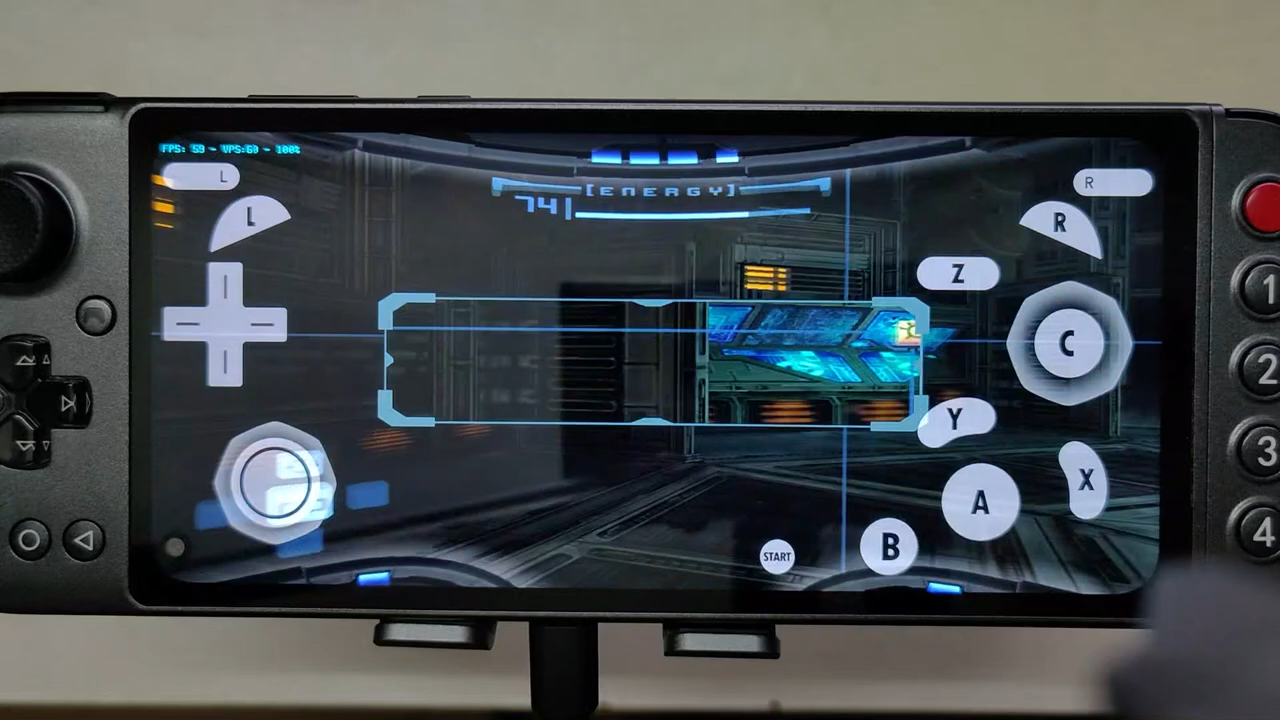 FPS: 59 - VPS:60 - 100%
L
R
[ENERGY]
74
L
R
Z
C
Y
X
A
B
START
1
2
3
4